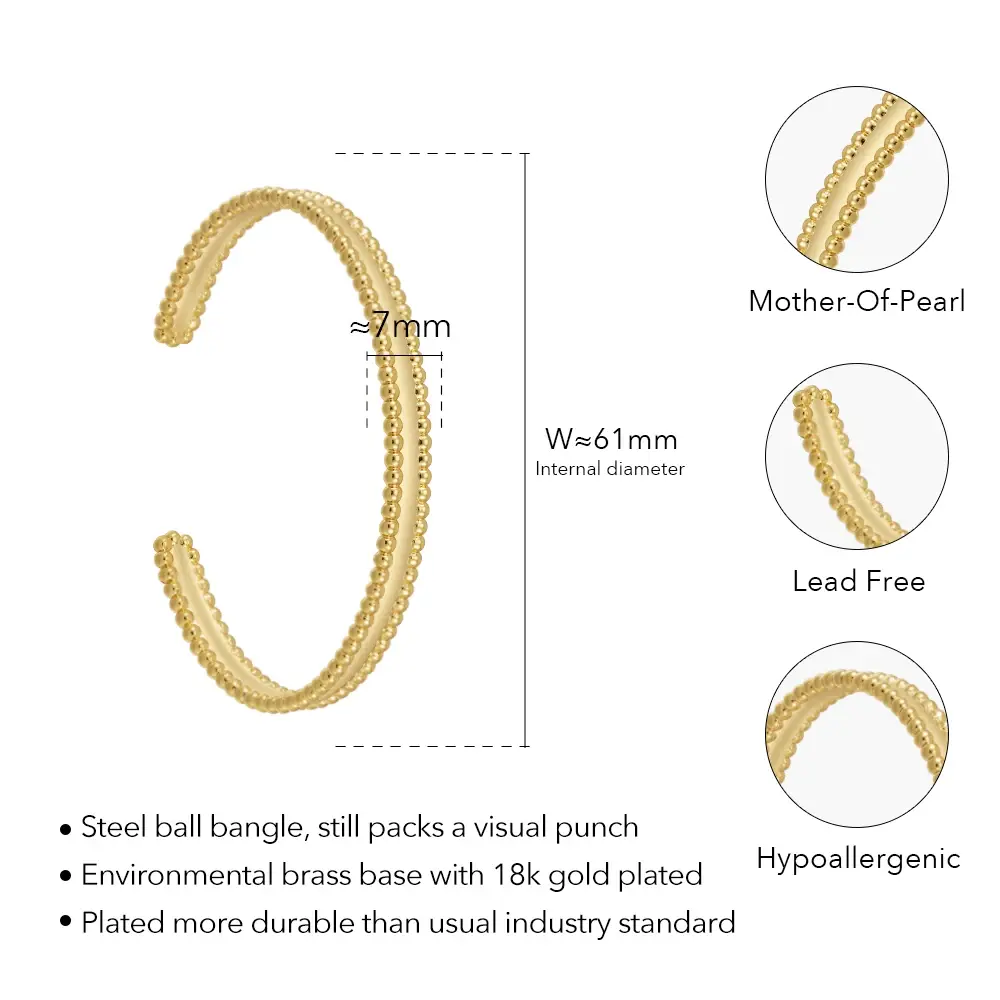 ≈7mm
W≈61mm
Internal diameter
Mother-Of-Pearl
Lead Free
Hypoallergenic
• Steel ball bangle, still packs a visual punch
• Environmental brass base with 18k gold plated
• Plated more durable than usual industry standard